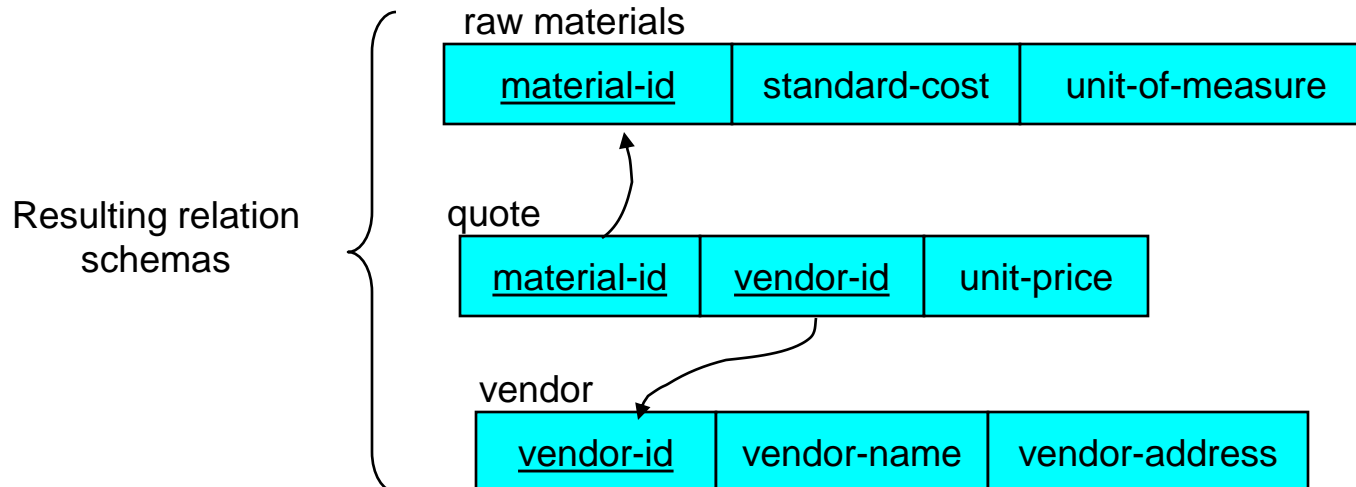 raw materials
material-id standard-cost unit-of-measure
Resulting relation
schemas
quote
material-id vendor-id unit-price
vendor
vendor-id vendor-name vendor-address